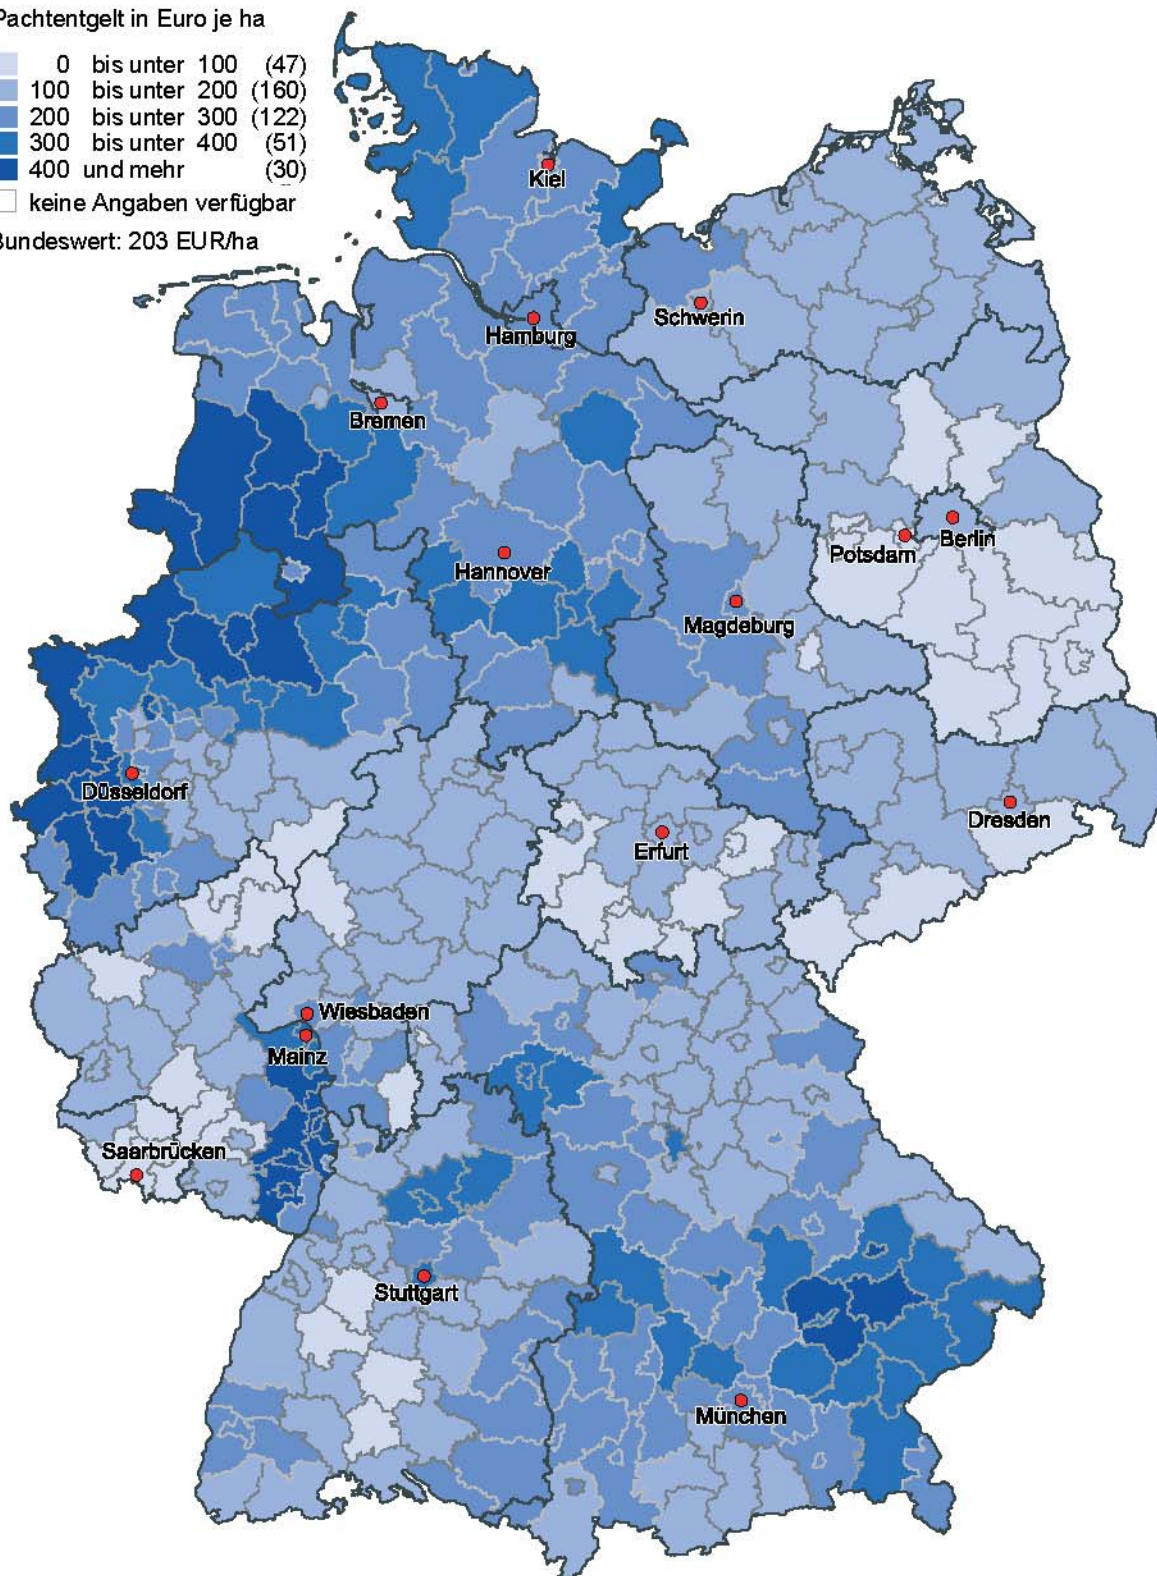 Pachtentgelt in Euro je ha
0 bis unter 100 (47)
100 bis unter 200 (160)
200 bis unter 300 (122)
300 bis unter 400 (51)
400 und mehr (30)
keine Angaben verfügbar
Bundeswert: 203 EUR/ha
Kiel
Schwerin
Hamburg
Bremen
Berlin
Potsdam
Hannover
Magdeburg
Düsseldorf
Dresden
Erfurt
Wiesbaden
Mainz
Saarbrücken
Stuttgart
München